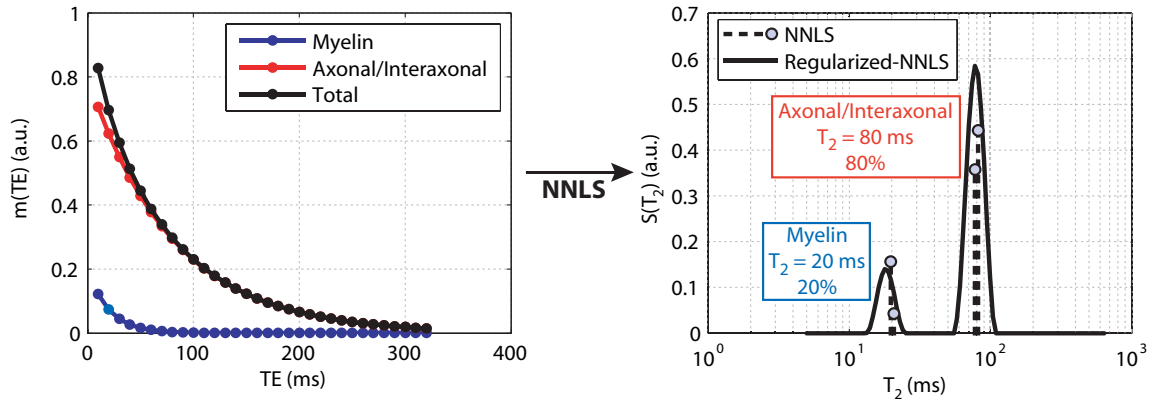 Myelin
Axonal/Interaxonal
Total
m(TE) (a.u.)
1
0.8
0.6
0.4
0.2
0
0 100 200 300 400
TE (ms)
NNLS
NNLS
Regularized-NNLS
Axonal/Interaxonal
T2 = 80 ms
80%
Myelin
T2 = 20 ms
20%
S(T2) (a.u.)
0.7
0.6
0.5
0.4
0.3
0.2
0.1
0
10^0 10^1 10^2 10^3
T2 (ms)